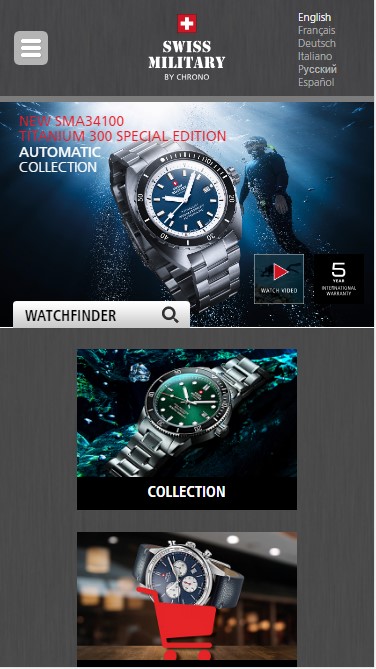 SWISS
MILITARY
BY CHRONO
English
Français
Deutsch
Italiano
Русский
Español
NEW SMA34100
TITANIUM 300 SPECIAL EDITION
AUTOMATIC
COLLECTION
WATCH VIDEO
5
YEAR
INTERNATIONAL
WARRANTY
WATCHFINDER
COLLECTION